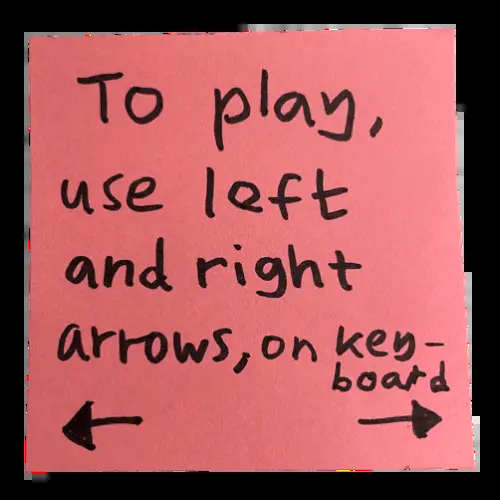 To play,
use left
and right
arrows, on key-
board